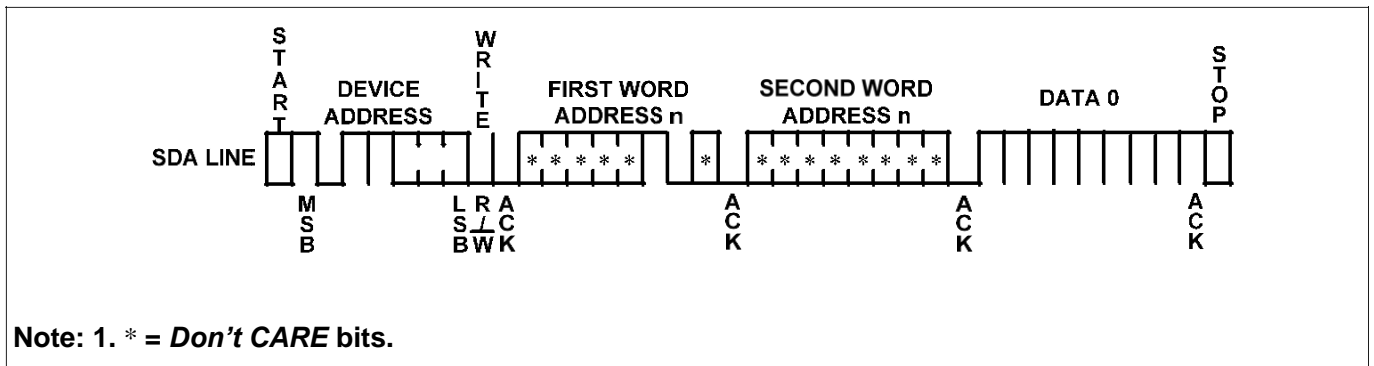 START
WRITE
STOP
DEVICE ADDRESS
FIRST WORD ADDRESS n
SECOND WORD ADDRESS n
DATA 0
SDA LINE
* * * * *
*
* * * * * * * *
MSB
LSB
R/W
ACK
ACK
ACK
ACK
Note: 1. * = Don't CARE bits.